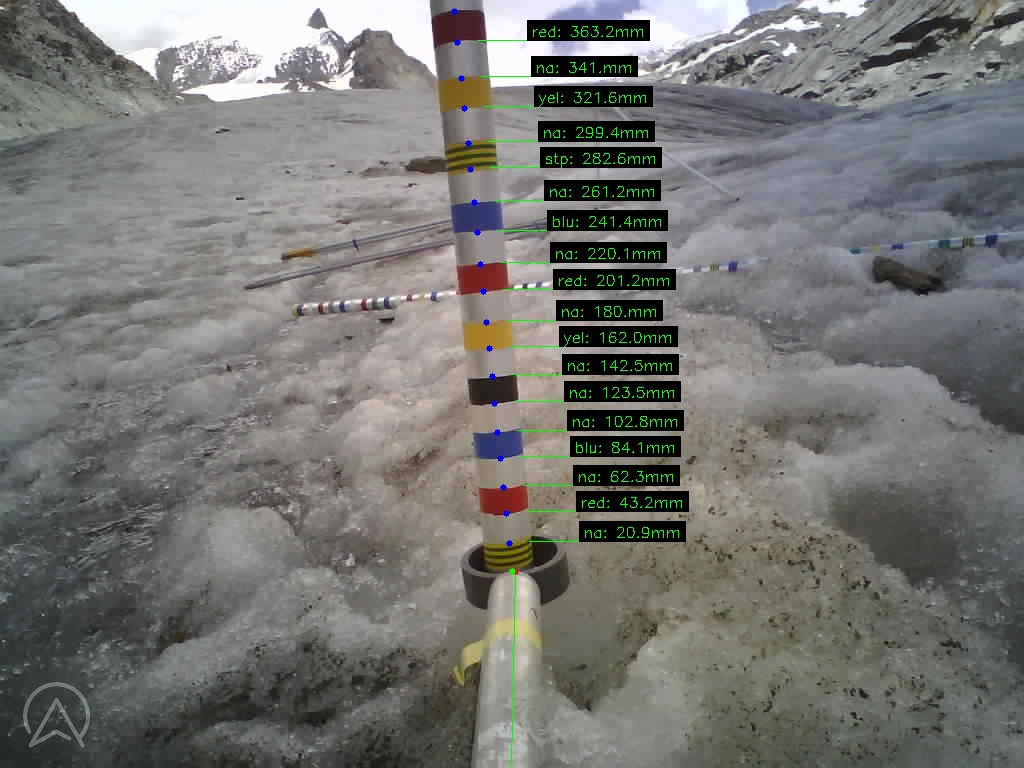 red: 363.2mm
na: 341.mm
yel: 321.6mm
na: 299.4mm
stp: 282.6mm
na: 261.2mm
blu: 241.4mm
na: 220.1mm
red: 201.2mm
na: 180.mm
yel: 162.0mm
na: 142.5mm
na: 123.5mm
na: 102.8mm
blu: 84.1mm
na: 62.3mm
red: 43.2mm
na: 20.9mm